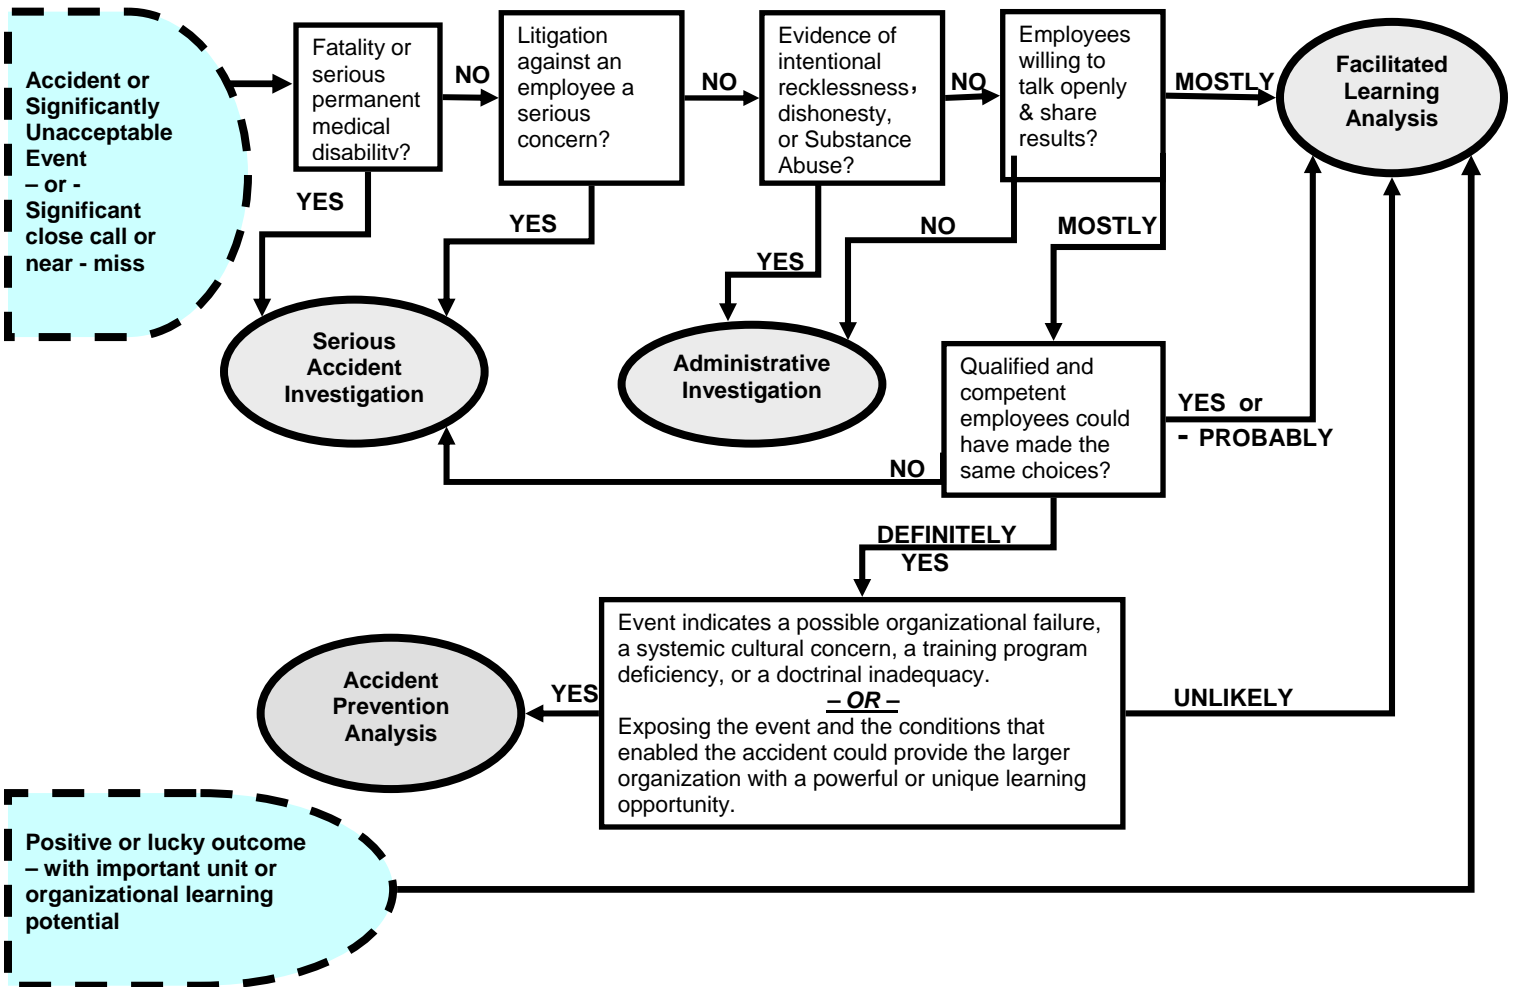 Accident or
Significantly
Unacceptable
Event
– or -
Significant
close call or
near - miss
Fatality or
serious
permanent
medical
disability?
NO
YES
Litigation
against an
employee a
serious
concern?
NO
YES
Evidence of
intentional
recklessness,
dishonesty,
or Substance
Abuse?
NO
YES
Employees
willing to
talk openly
& share
results?
MOSTLY
NO
MOSTLY
Facilitated
Learning
Analysis
Serious
Accident
Investigation
Administrative
Investigation
Qualified and
competent
employees could
have made the
same choices?
YES or
- PROBABLY
NO
DEFINITELY
YES
Event indicates a possible organizational failure,
a systemic cultural concern, a training program
deficiency, or a doctrinal inadequacy.
– OR –
Exposing the event and the conditions that
enabled the accident could provide the larger
organization with a powerful or unique learning
opportunity.
YES
UNLIKELY
Accident
Prevention
Analysis
Positive or lucky outcome
– with important unit or
organizational learning
potential